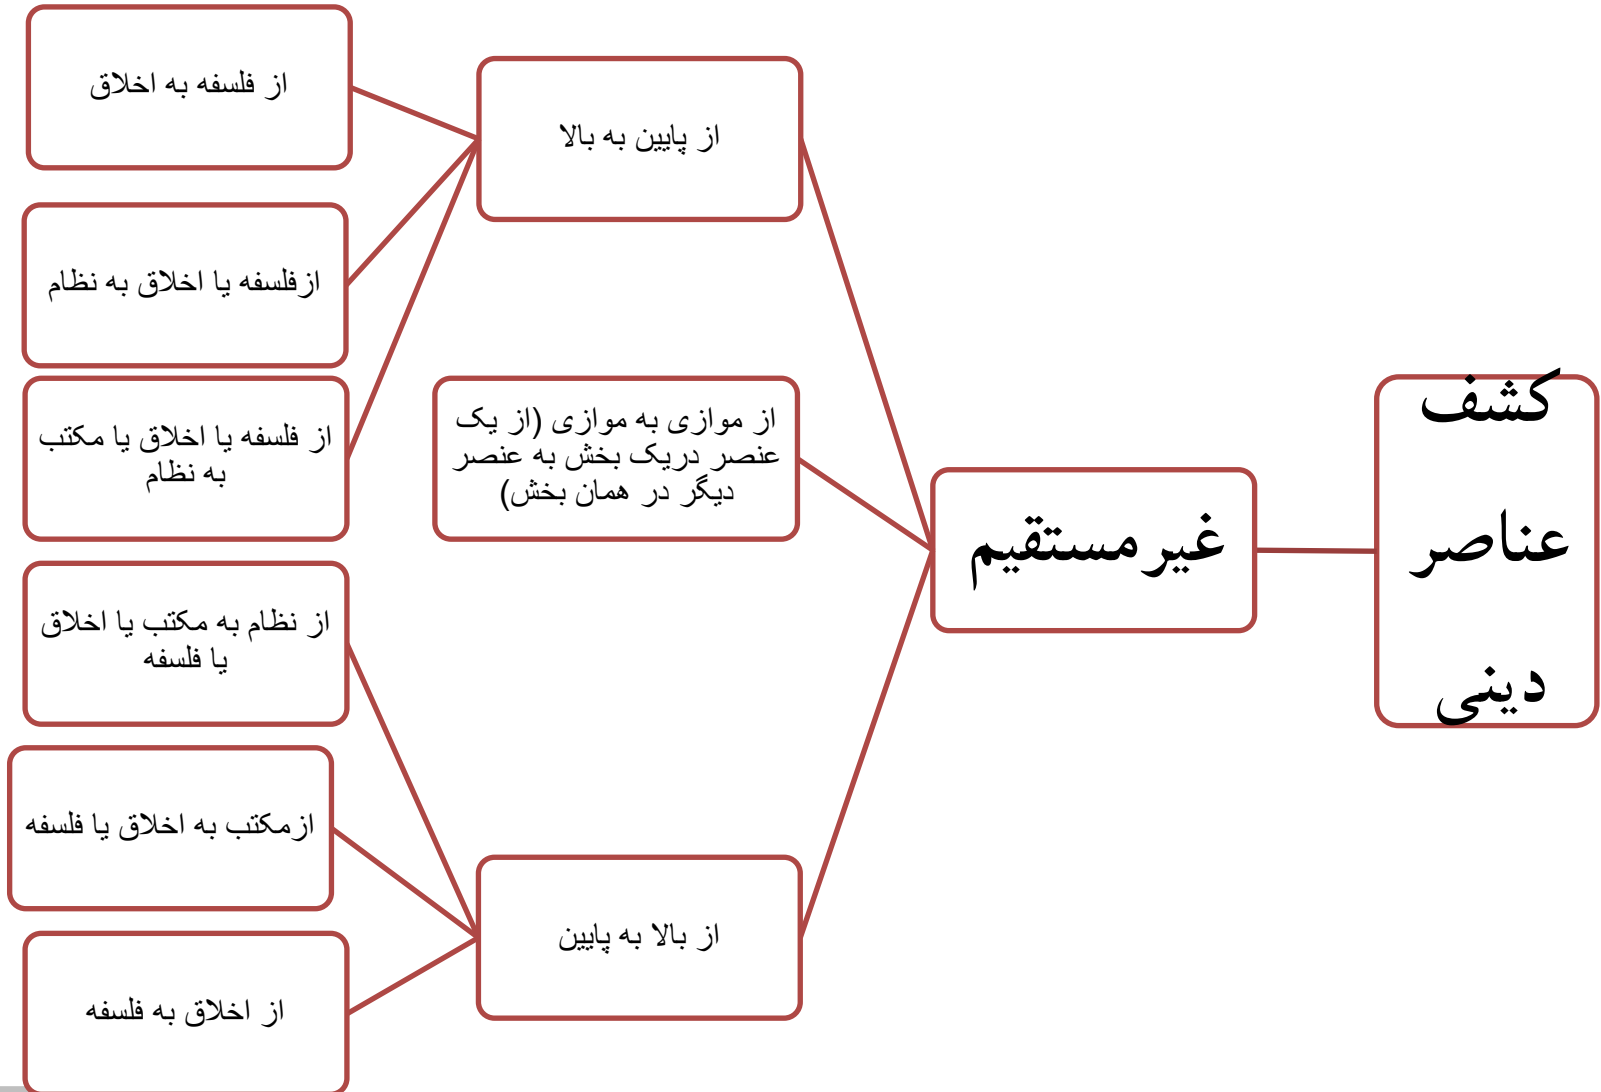 کشف
عناصر
دینی
غیرمستقیم
از پایین به بالا
از فلسفه به اخلاق
ازفلسفه یا اخلاق به نظام
از فلسفه یا اخلاق یا مکتب
به نظام
از موازی به موازی (از یک
عنصر دریک بخش به عنصر
دیگر در همان بخش)
از بالا به پایین
از نظام به مکتب یا اخلاق
یا فلسفه
ازمکتب به اخلاق یا فلسفه
از اخلاق به فلسفه